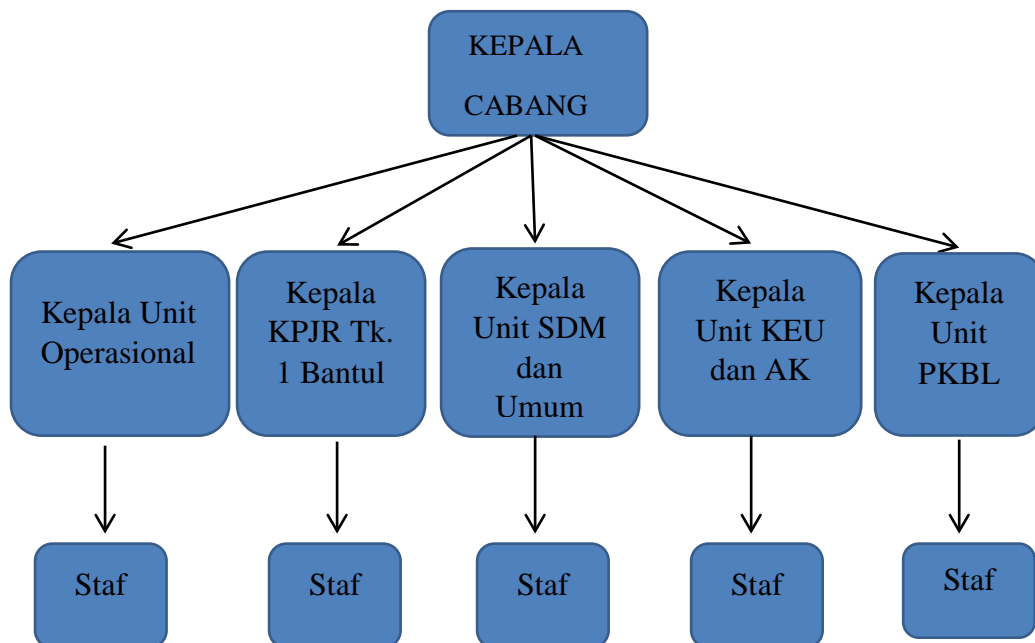 KEPALA
CABANG
Kepala Unit
Operasional
Kepala
KPJR Tk.
1 Bantul
Kepala
Unit SDM
dan
Umum
Kepala
Unit KEU
dan AK
Kepala
Unit
PKBL
Staf
Staf
Staf
Staf
Staf